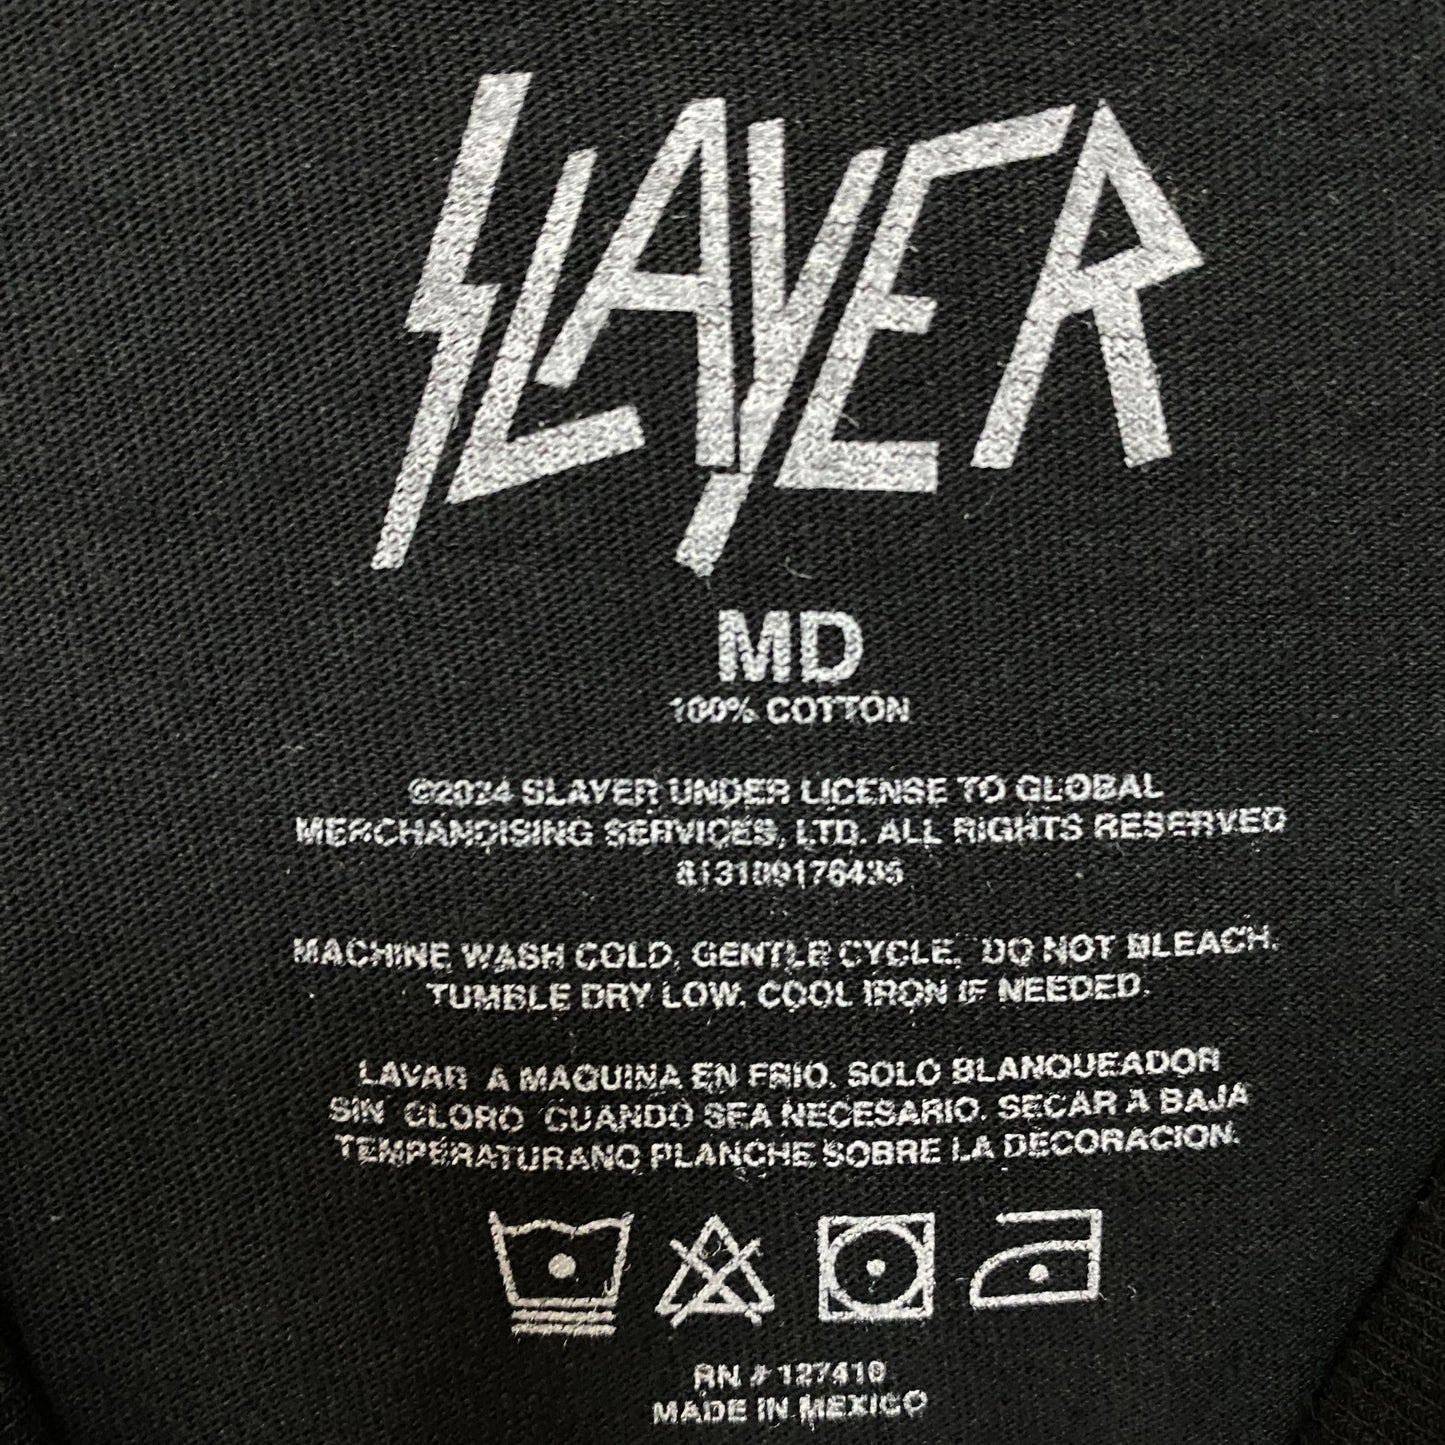 SLAYER
MD
100% COTTON
©2024 SLAYER UNDER LICENSE TO GLOBAL
MERCHANDISING SERVICES, LTD. ALL RIGHTS RESERVED
MACHINE WASH COLD, GENTLE CYCLE. DO NOT BLEACH.
TUMBLE DRY LOW. COOL IRON IF NEEDED.
LAVAR A MAQUINA EN FRIO. SOLO BLANQUEADOR
SIN CLORO CUANDO SEA NECESARIO. SECAR A BAJA
TEMPERATURANO PLANCHE SOBRE LA DECORACION.
RN # 127410
MADE IN MEXICO